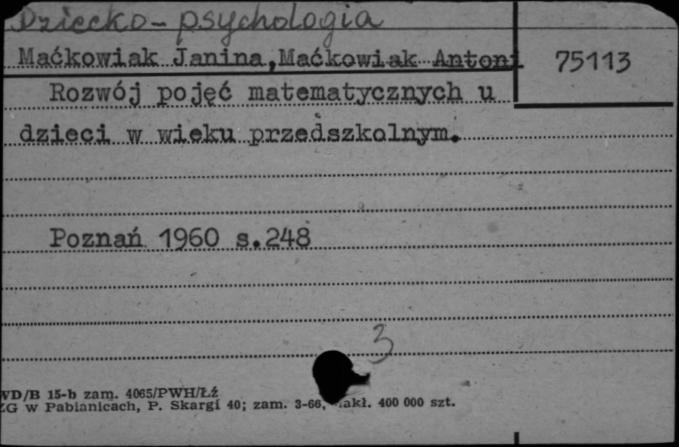 Dziecko - psychologia
Maćkowiak Janina, Maćkowiak Antoni
75113
Rozwój pojęć matematycznych u
dzieci w wieku przedszkolnym.
Poznań 1960 s.248
3
WD/B 15-b zam. 4065/PWH/Łź
ZG w Pabianicach, P. Skargi 40; zam. 3-66, nakł. 400 000 szt.